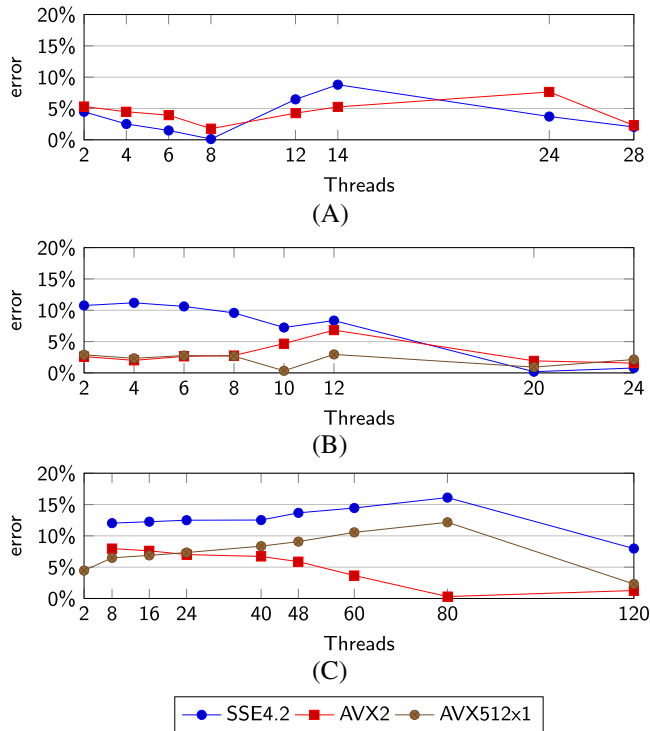 20%
15%
10%
5%
0%
error
2 4 6 8 12 14 24 28
Threads
(A)
20%
15%
10%
5%
0%
error
2 4 6 8 10 12 20 24
Threads
(B)
20%
15%
10%
5%
0%
error
2 8 16 24 40 48 60 80 120
Threads
(C)
SSE4.2 AVX2 AVX512x1